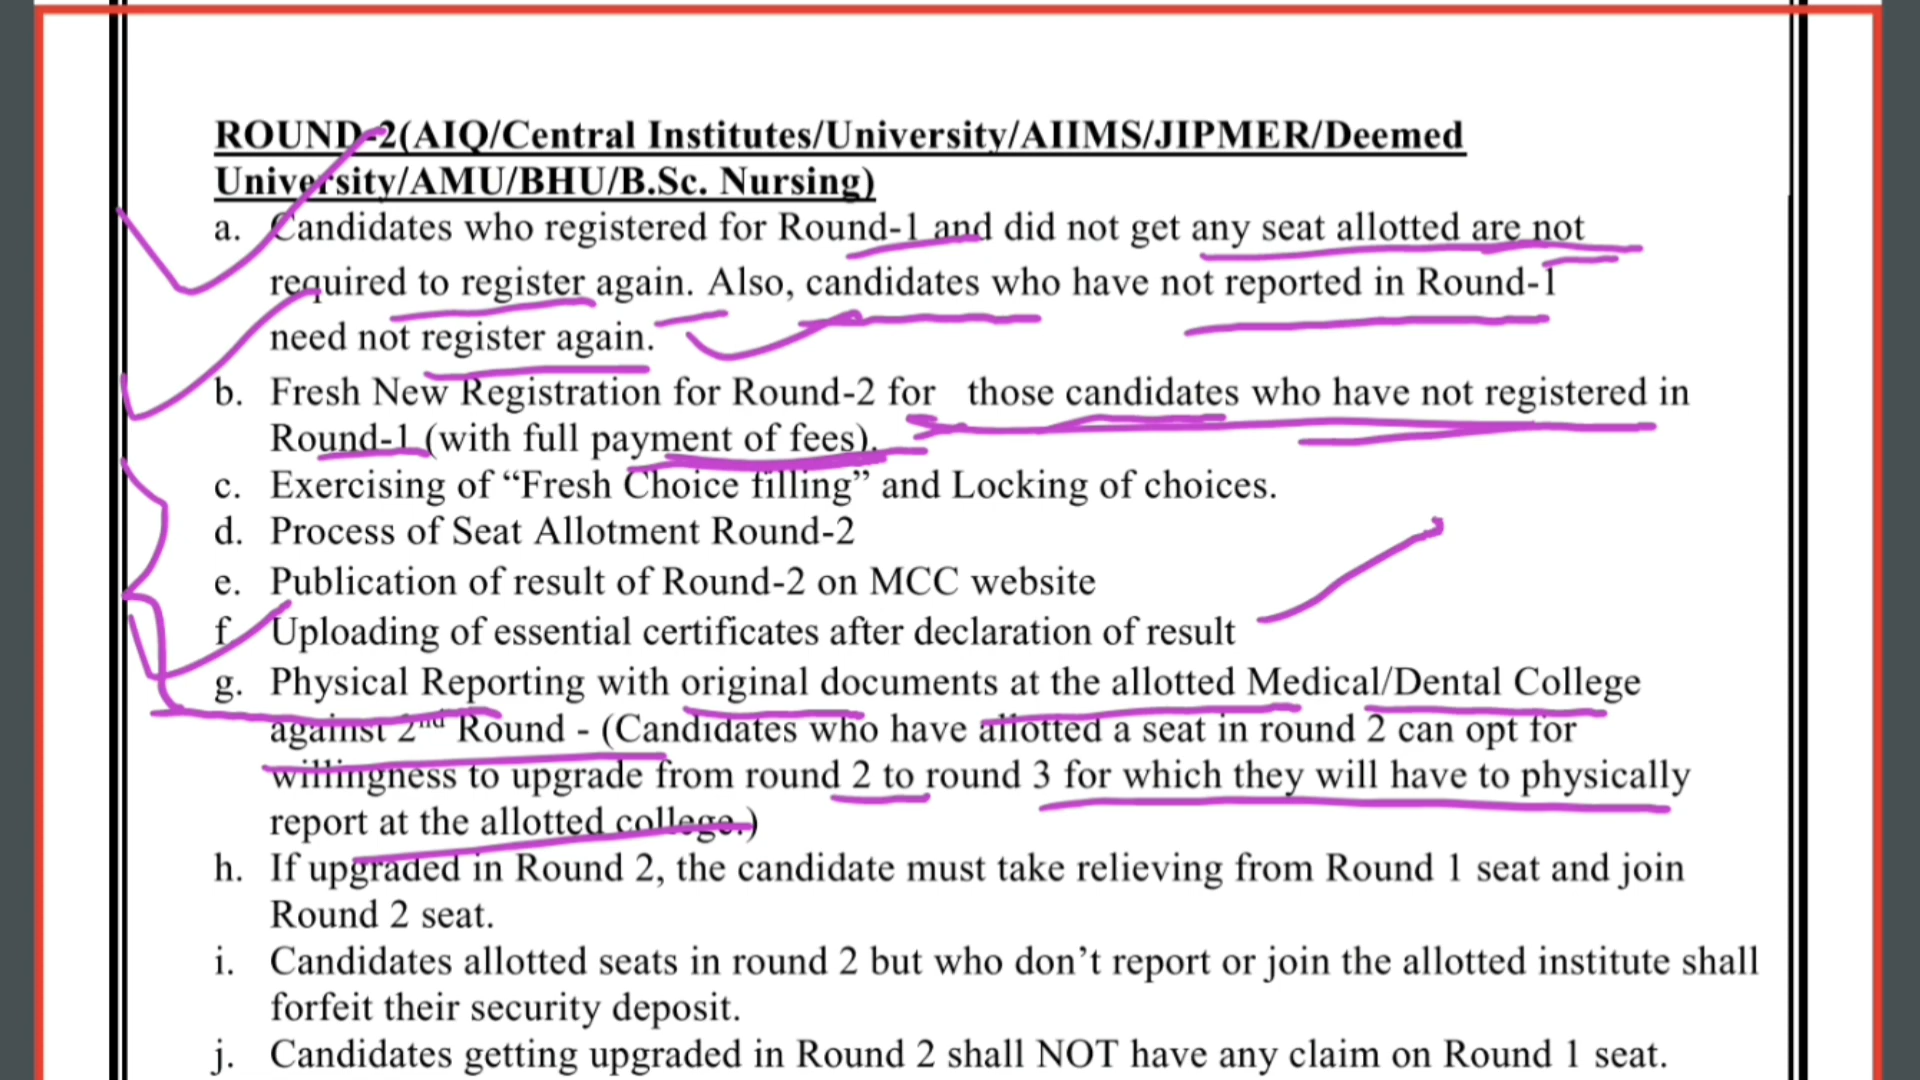 ROUND-2(AIQ/Central Institutes/University/AIIMS/JIPMER/Deemed
University/AMU/BHU/B.Sc. Nursing)
a. Candidates who registered for Round-1 and did not get any seat allotted are not
required to register again. Also, candidates who have not reported in Round-1
need not register again.
b. Fresh New Registration for Round-2 for those candidates who have not registered in
Round-1 (with full payment of fees).
c. Exercising of “Fresh Choice filling” and Locking of choices.
d. Process of Seat Allotment Round-2
e. Publication of result of Round-2 on MCC website
f. Uploading of essential certificates after declaration of result
g. Physical Reporting with original documents at the allotted Medical/Dental College
against 2nd Round - (Candidates who have allotted a seat in round 2 can opt for
willingness to upgrade from round 2 to round 3 for which they will have to physically
report at the allotted college.)
h. If upgraded in Round 2, the candidate must take relieving from Round 1 seat and join
Round 2 seat.
i. Candidates allotted seats in round 2 but who don’t report or join the allotted institute shall
forfeit their security deposit.
j. Candidates getting upgraded in Round 2 shall NOT have any claim on Round 1 seat.